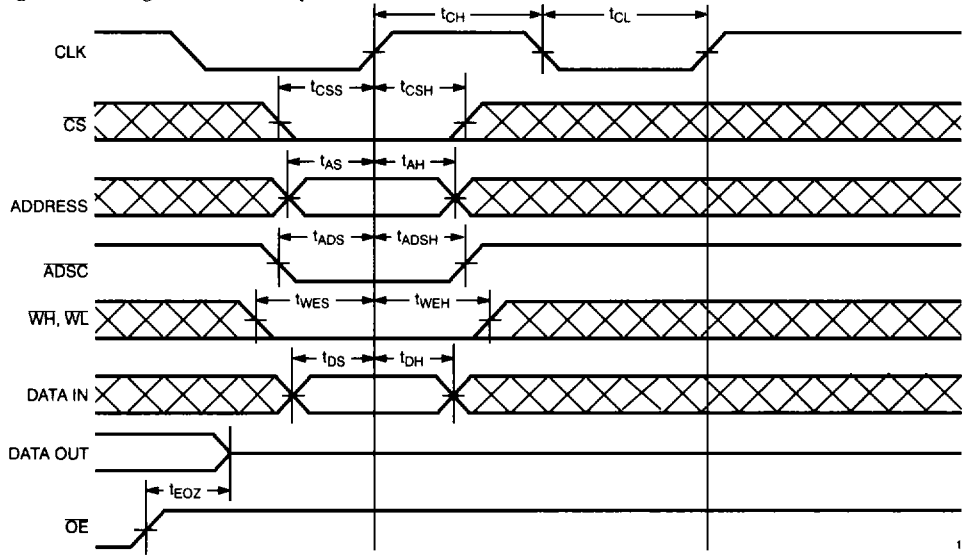 tCH
tCL
CLK
tCSS
tCSH
CS
tAS
tAH
ADDRESS
tADS
tADSH
ADSC
tWES
tWEH
WH, WL
tDS
tDH
DATA IN
DATA OUT
tEOZ
OE
1